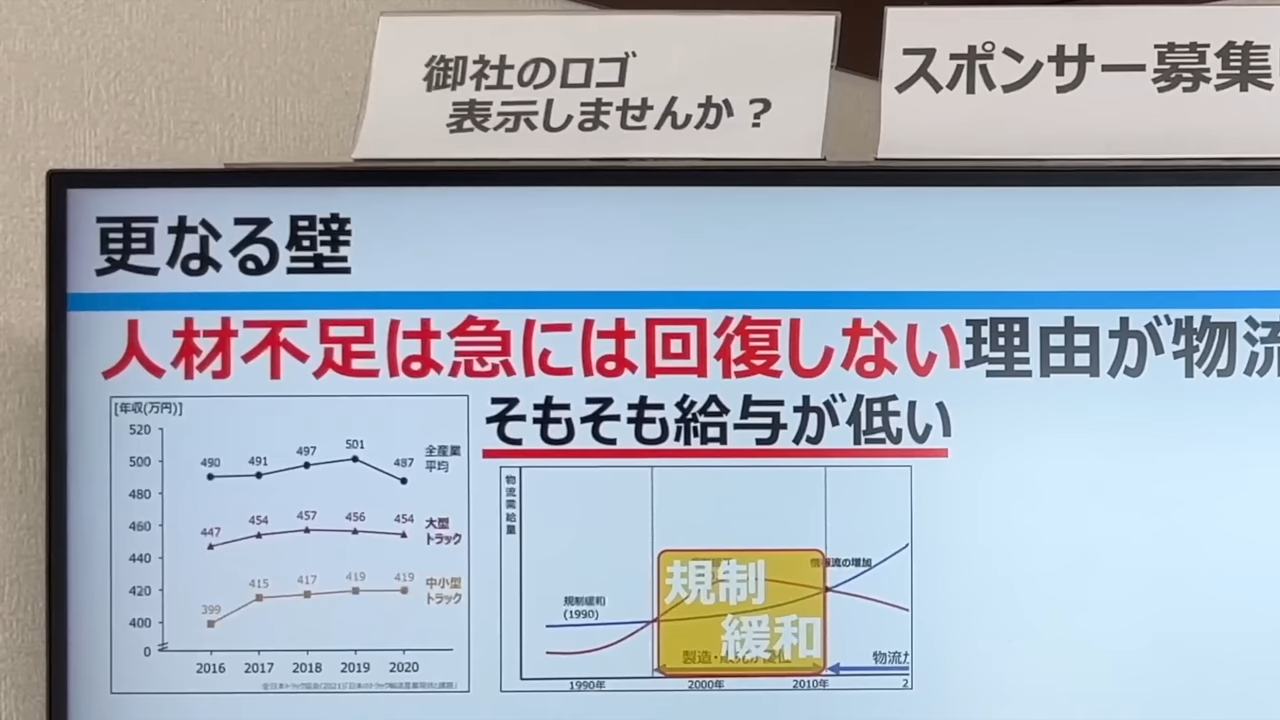 御社のロゴ
表示しませんか？
スポンサー募集
更なる壁
人材不足は急には回復しない理由が物流
そもそも給与が低い
[年収(万円)]
520
500
480
460
440
420
400
0
490 491 497 501 487
全産業
平均
447 454 457 456 454
大型
トラック
399 415 417 419 419
中小型
トラック
2016 2017 2018 2019 2020
物流需給量
規制緩和
(1990)
の増加
規制
緩和
製造・
物流
1990年 2000年 2010年 2